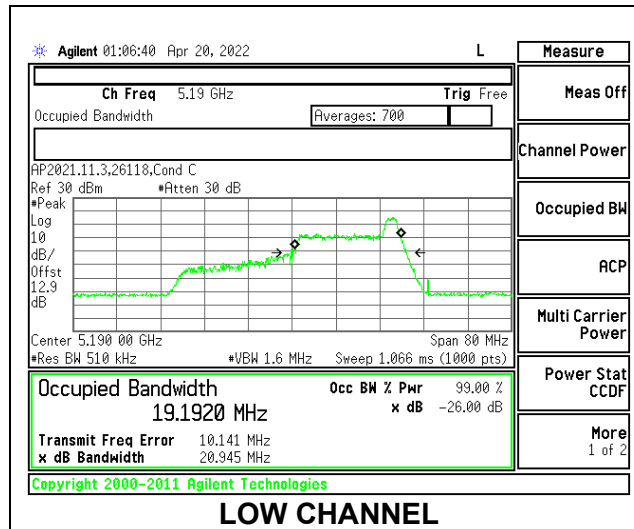 Agilent 01:06:40 Apr 20, 2022 L Measure
Ch Freq 5.19 GHz Trig Free
Meas Off
Occupied Bandwidth Averages: 700
Channel Power
AP2021.11.3,26118,Cond C
Ref 30 dBm #Atten 30 dB
#Peak
Log
10
dB/
Offst
12.9
dB
Occupied BW
ACP
Center 5.190 00 GHz Span 80 MHz
#Res BW 510 kHz #VBW 1.6 MHz Sweep 1.066 ms (1000 pts)
Multi Carrier
Power
Occupied Bandwidth Occ BW % Pwr 99.00 %
19.1920 MHz x dB -26.00 dB
Power Stat
CCDF
Transmit Freq Error 10.141 MHz
x dB Bandwidth 20.945 MHz
More
1 of 2
Copyright 2000-2011 Agilent Technologies
LOW CHANNEL